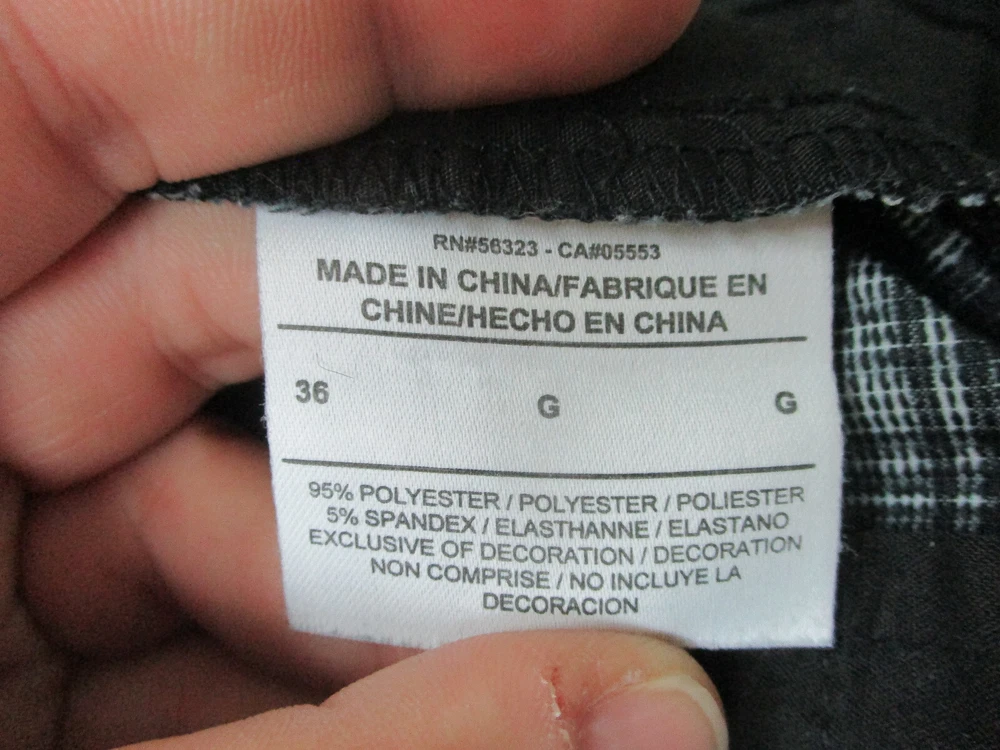 RN#56323 - CA#05553
MADE IN CHINA/FABRIQUE EN
CHINE/HECHO EN CHINA
36 G G
95% POLYESTER / POLYESTER / POLIESTER
5% SPANDEX / ELASTHANNE / ELASTANO
EXCLUSIVE OF DECORATION / DECORATION
NON COMPRISE / NO INCLUYE LA
DECORACION